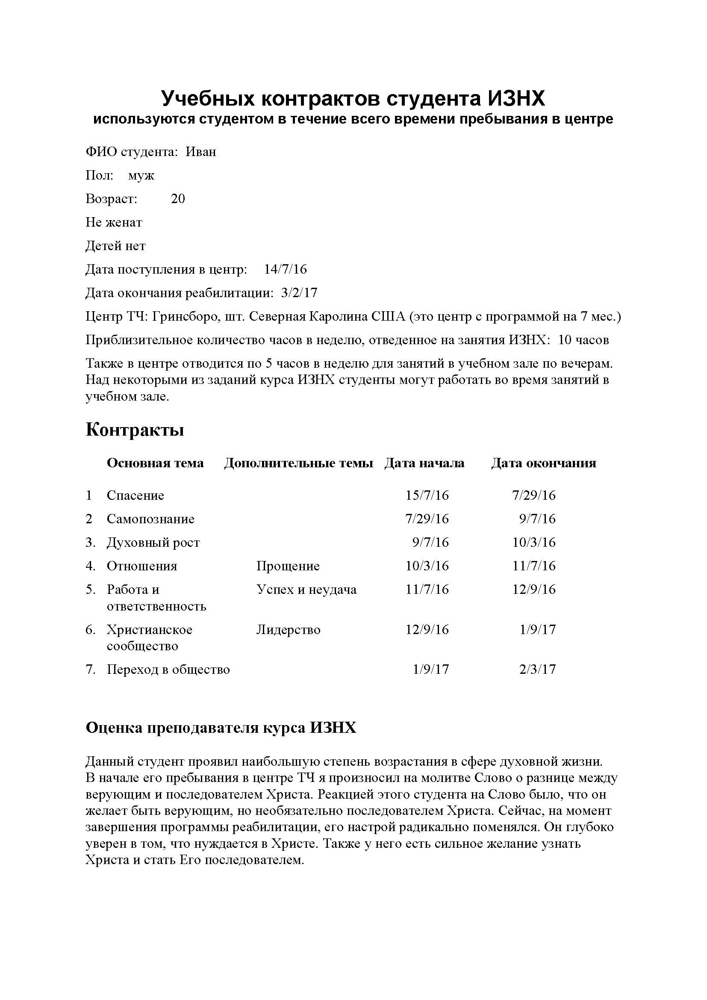 Учебных контрактов студента ИЗНХ
используются студентом в течение всего времени пребывания в центре
ФИО студента: Иван
Пол: муж
Возраст: 20
Не женат
Детей нет
Дата поступления в центр: 14/7/16
Дата окончания реабилитации: 3/2/17
Центр ТЧ: Гринсборо, шт. Северная Каролина США (это центр с программой на 7 мес.)
Приблизительное количество часов в неделю, отведенное на занятия ИЗНХ: 10 часов
Также в центре отводится по 5 часов в неделю для занятий в учебном зале по вечерам.
Над некоторыми из заданий курса ИЗНХ студенты могут работать во время занятий в
учебном зале.
Контракты
Основная тема Дополнительные темы Дата начала Дата окончания
1 Спасение 15/7/16 7/29/16
2 Самопознание 7/29/16 9/7/16
3. Духовный рост 9/7/16 10/3/16
4. Отношения Прощение 10/3/16 11/7/16
5. Работа и Успех и неудача 11/7/16 12/9/16
ответственность
6. Христианское Лидерство 12/9/16 1/9/17
сообщество
7. Переход в общество 1/9/17 2/3/17
Оценка преподавателя курса ИЗНХ
Данный студент проявил наибольшую степень возрастания в сфере духовной жизни.
В начале его пребывания в центре ТЧ я произносил на молитве Слово о разнице между
верующим и последователем Христа. Реакцией этого студента на Слово было, что он
желает быть верующим, но необязательно последователем Христа. Сейчас, на момент
завершения программы реабилитации, его настрой радикально поменялся. Он глубоко
уверен в том, что нуждается в Христе. Также у него есть сильное желание узнать
Христа и стать Его последователем.